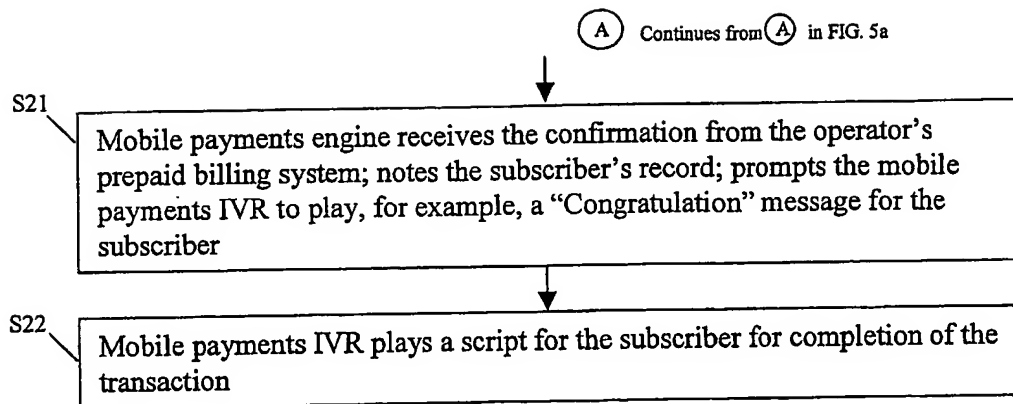 A Continues from A in FIG. 5a
S21
Mobile payments engine receives the confirmation from the operator's
prepaid billing system; notes the subscriber's record; prompts the mobile
payments IVR to play, for example, a “Congratulation” message for the
subscriber
S22
Mobile payments IVR plays a script for the subscriber for completion of the
transaction